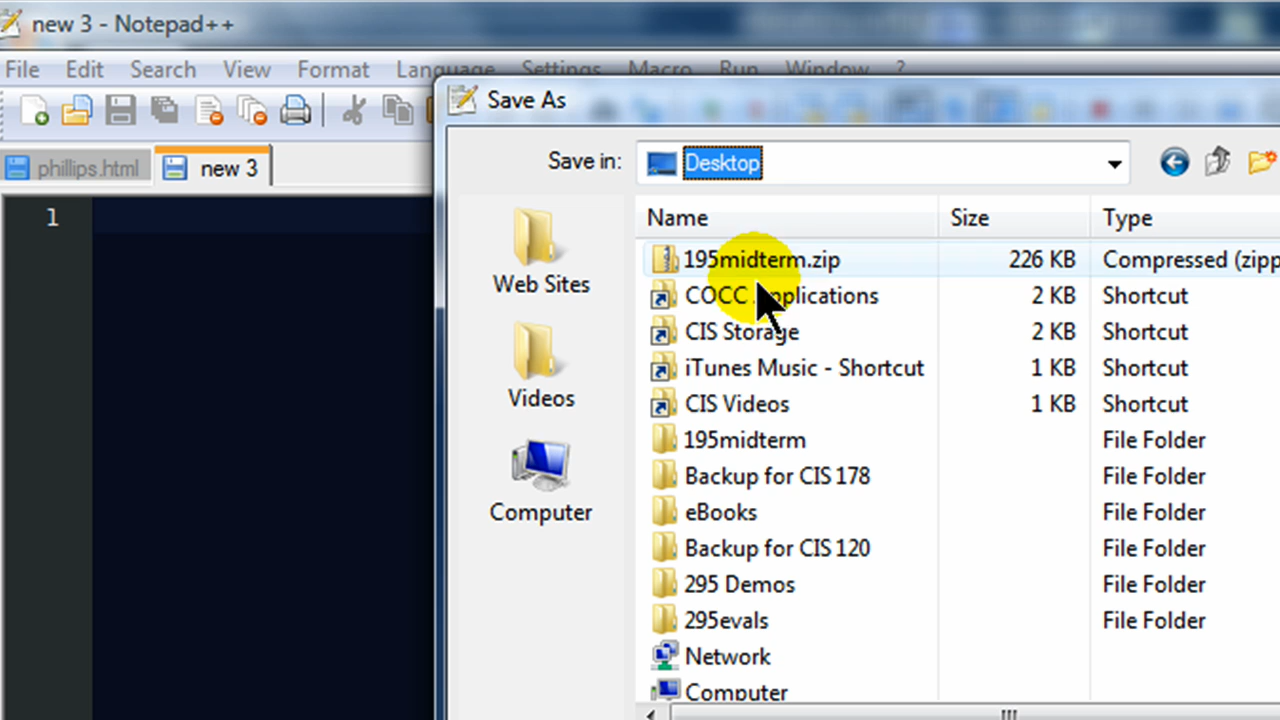 new 3 - Notepad++
File Edit Search View Format Language Settings Macro Run Window ?
Save As
phillips.html new 3
Save in: Desktop
1
Name Size Type
Web Sites
Videos
Computer
195midterm.zip 226 KB Compressed (zipp
COCC Applications 2 KB Shortcut
CIS Storage 2 KB Shortcut
iTunes Music - Shortcut 1 KB Shortcut
CIS Videos 1 KB Shortcut
195midterm File Folder
Backup for CIS 178 File Folder
eBooks File Folder
Backup for CIS 120 File Folder
295 Demos File Folder
295evals File Folder
Network
Computer